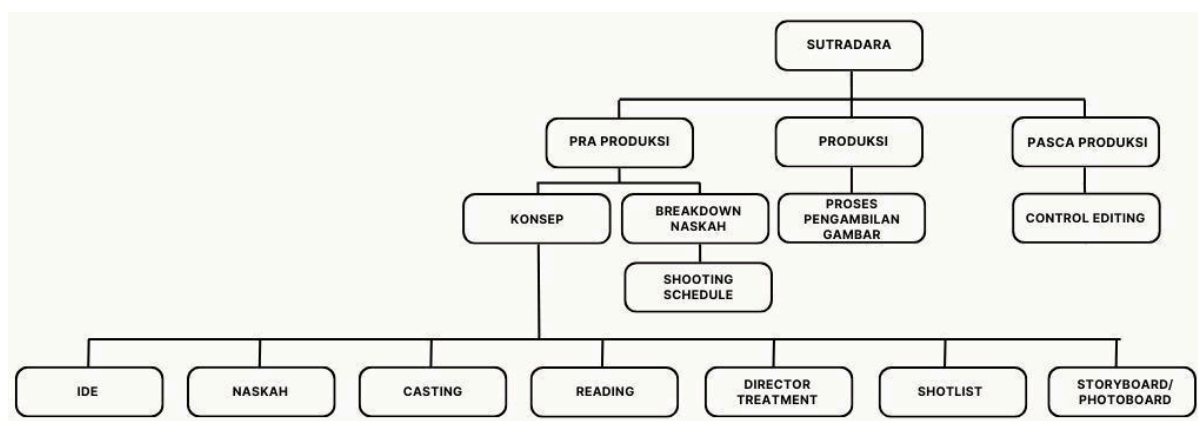 SUTRADARA
PRA PRODUKSI
PRODUKSI
PASCA PRODUKSI
KONSEP
BREAKDOWN
NASKAH
PROSES
PENGAMBILAN
GAMBAR
CONTROL EDITING
SHOOTING
SCHEDULE
IDE
NASKAH
CASTING
READING
DIRECTOR
TREATMENT
SHOTLIST
STORYBOARD/
PHOTOBOARD